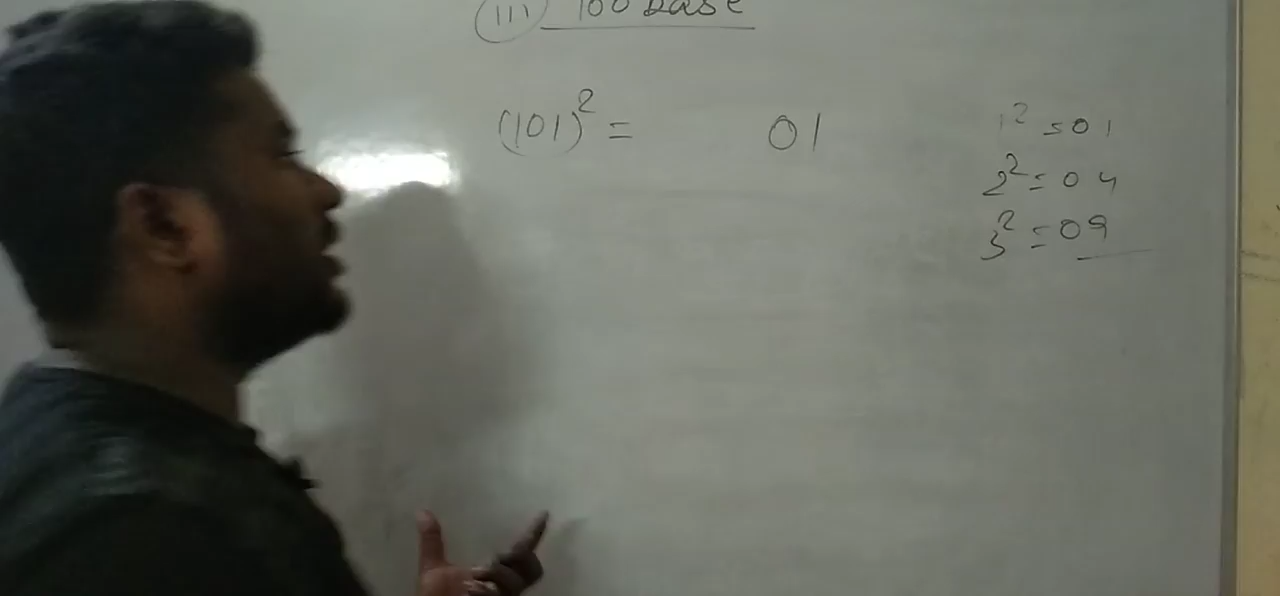 (III) 100 base
(101)² = 01
1² = 01
2² = 04
3² = 09